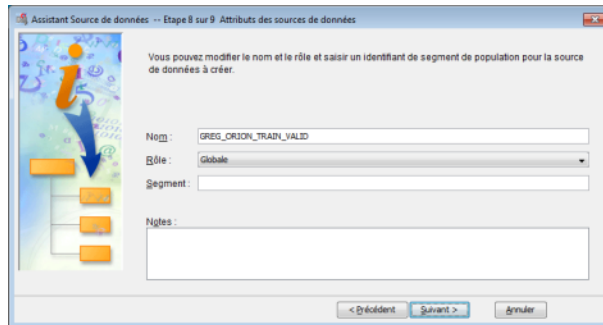 Assistant Source de données -- Etape 8 sur 9 Attributs des sources de données
Vous pouvez modifier le nom et le rôle et saisir un identifiant de segment de population pour la source
de données à créer.
Nom : GREG_ORION_TRAIN_VALID
Rôle : Globale
Segment :
Notes :
< Précédent Suivant > Annuler